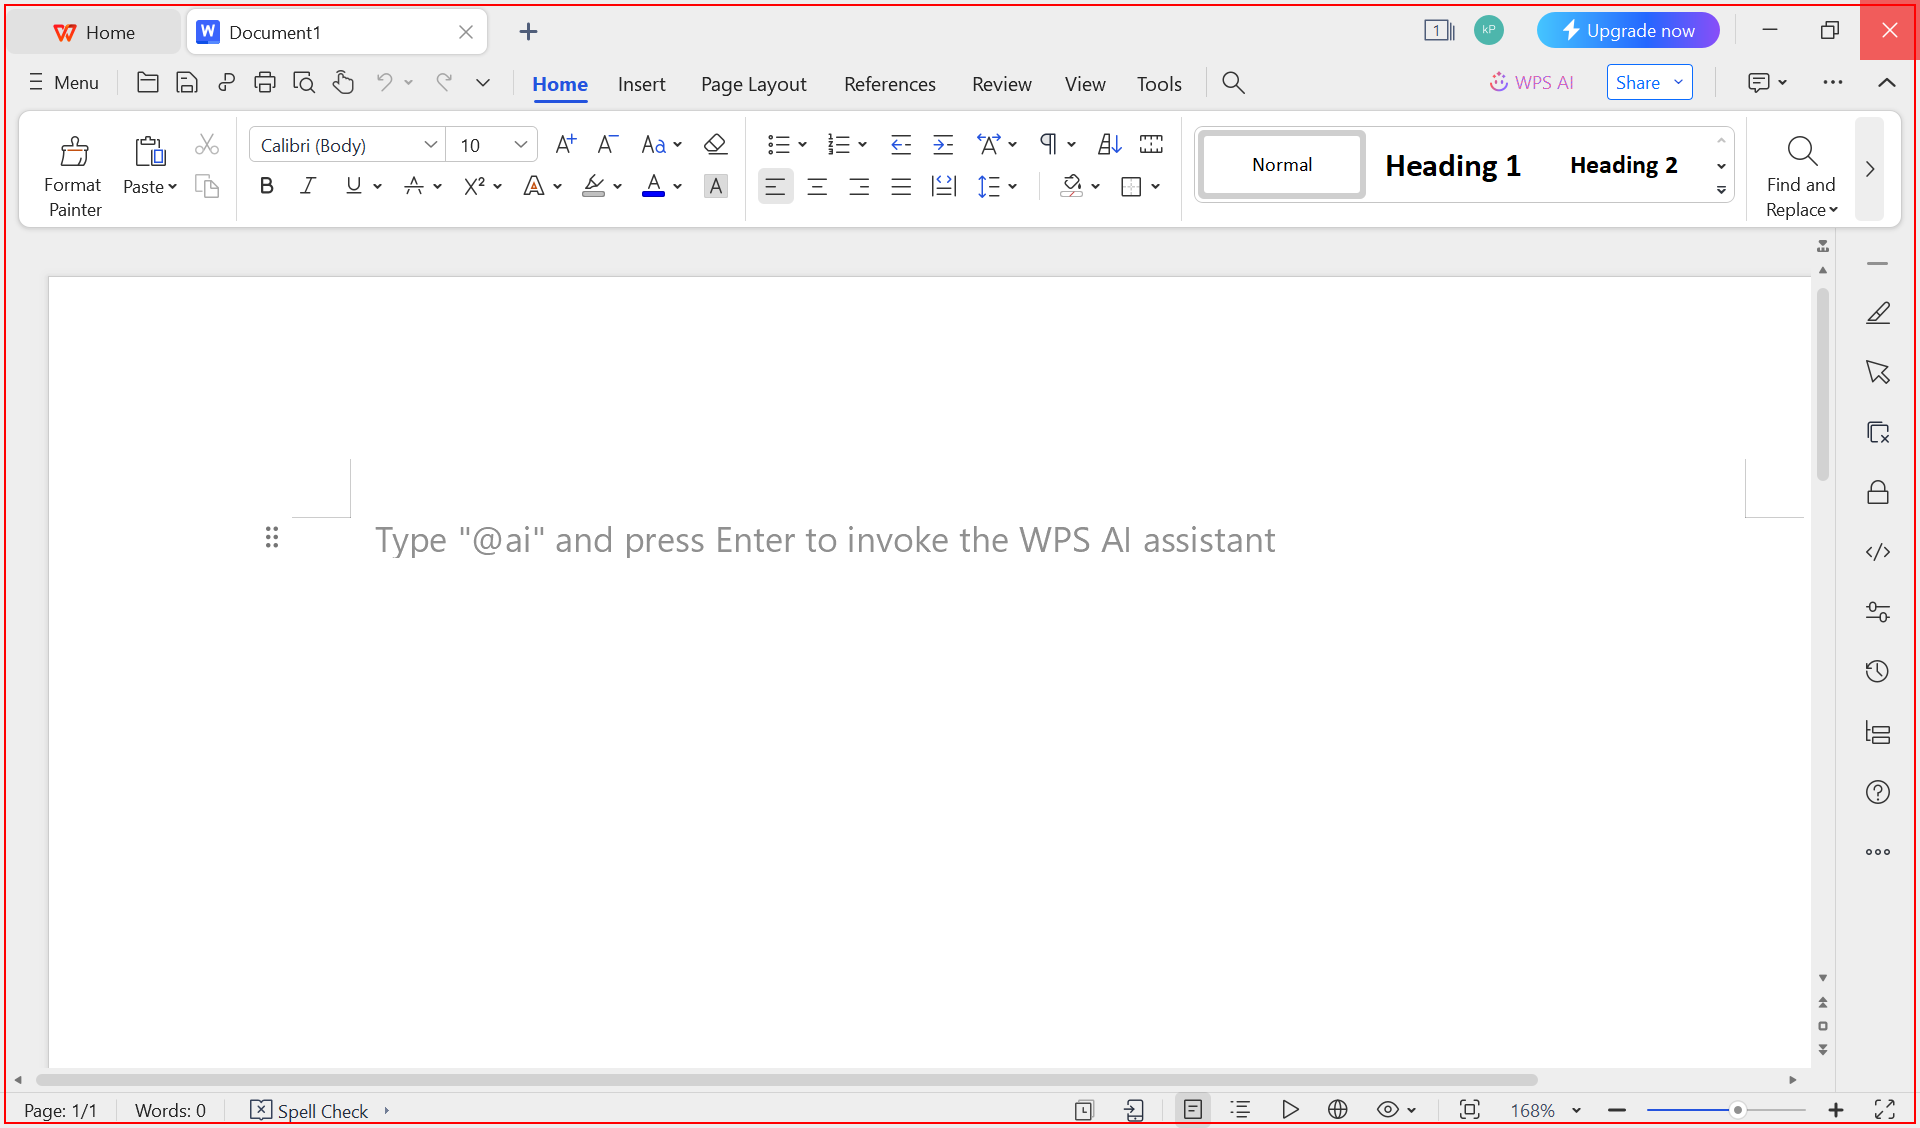 Home
Document1
1
kP
Upgrade now
Menu
Home
Insert
Page Layout
References
Review
View
Tools
WPS AI
Share
Format
Painter
Paste
Calibri (Body)
10
Normal
Heading 1
Heading 2
Find and
Replace
Type "@ai" and press Enter to invoke the WPS AI assistant
Page: 1/1
Words: 0
Spell Check
168%